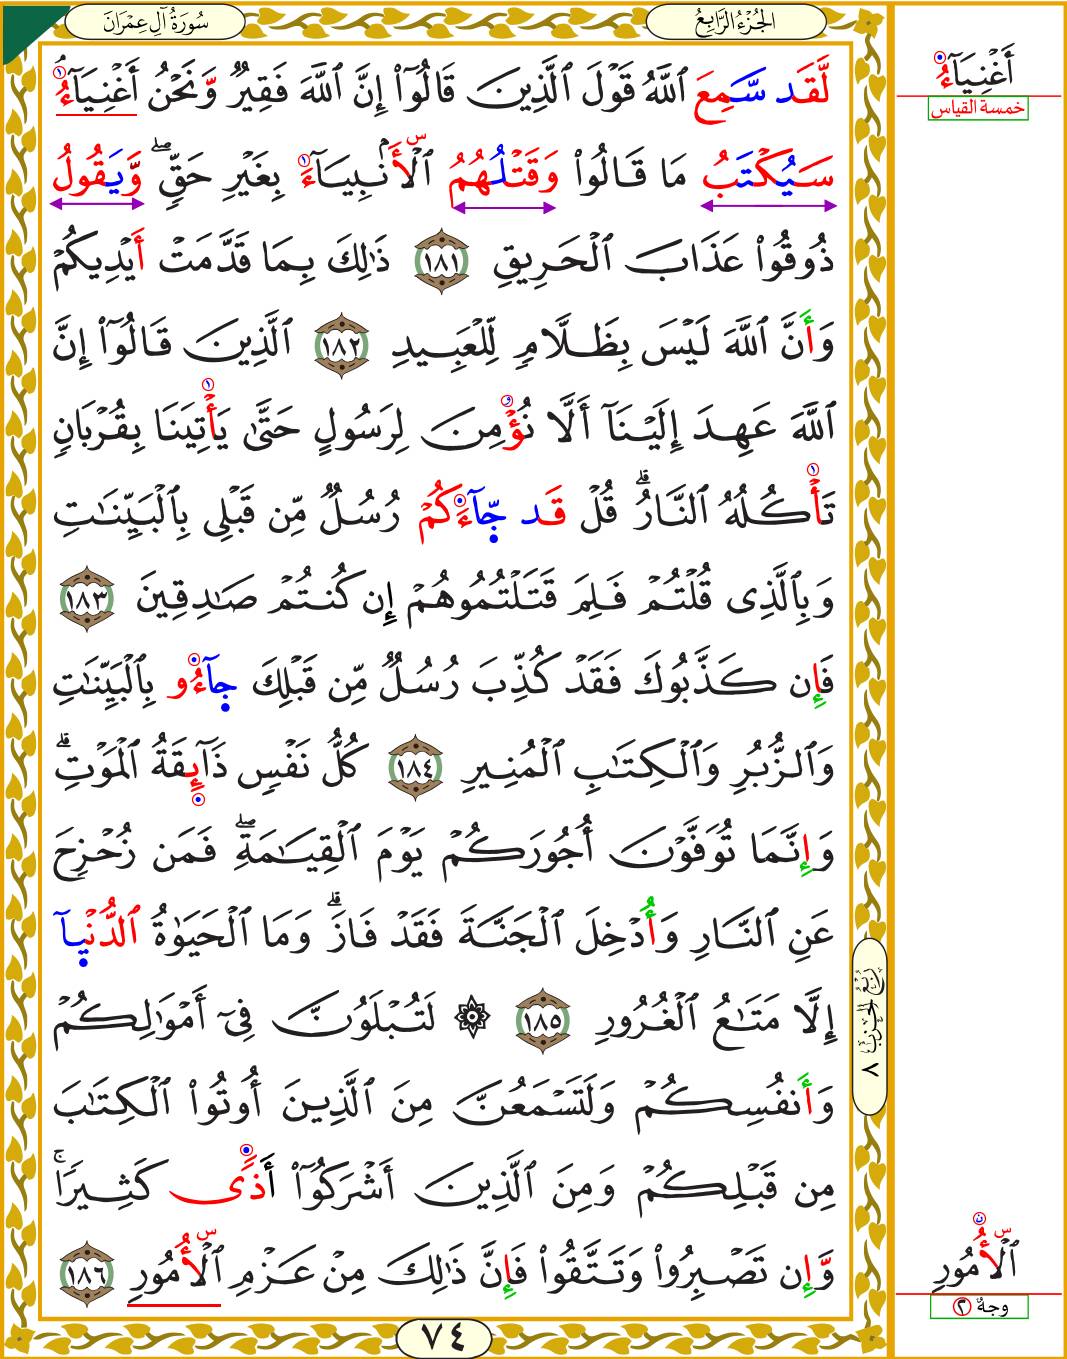 سُورَةُ آلِ عِمْرَانَ
الجُزْءُ الرَّابِعُ
لَّقَد سَّمِعَ ٱللَّهُ قَوْلَ ٱلَّذِينَ قَالُوٓا۟ إِنَّ ٱللَّهَ فَقِيرٌ وَّنَحْنُ أَغْنِيَآءُ
سَيُكْتَبُ مَا قَالُوا۟ وَقَتْلُهُمُ ٱلْأَنۢبِيَآءَ بِغَيْرِ حَقٍّۖ وَّيَقُولُ
ذُوقُوا۟ عَذَابَ ٱلْحَرِيقِ ١٨١ ذَٰلِكَ بِمَا قَدَّمَتْ أَيْدِيكُمْ
وَأَنَّ ٱللَّهَ لَيْسَ بِظَلَّامٍ لِّلْعَبِيدِ ١٨٢ ٱلَّذِينَ قَالُوٓا۟ إِنَّ
ٱللَّهَ عَهِدَ إِلَيْنَآ أَلَّا نُؤْمِنَ لِرَسُولٍ حَتَّىٰ يَأْتِيَنَا بِقُرْبَانٍ
تَأْكُلُهُ ٱلنَّارُۗ قُلْ قَد جَّآءَكُمْ رُسُلٌ مِّن قَبْلِى بِٱلْبَيِّنَٰتِ
وَبِٱلَّذِى قُلْتُمْ فَلِمَ قَتَلْتُمُوهُمْ إِن كُنتُمْ صَٰدِقِينَ ١٨٣
فَإِن كَذَّبُوكَ فَقَدْ كُذِّبَ رُسُلٌ مِّن قَبْلِكَ جَآءُو بِٱلْبَيِّنَٰتِ
وَٱلزُّبُرِ وَٱلْكِتَٰبِ ٱلْمُنِيرِ ١٨٤ كُلُّ نَفْسٍ ذَآئِقَةُ ٱلْمَوْتِۗ
وَإِنَّمَا تُوَفَّوْنَ أُجُورَكُمْ يَوْمَ ٱلْقِيَٰمَةِۖ فَمَن زُحْزِحَ
عَنِ ٱلنَّارِ وَأُدْخِلَ ٱلْجَنَّةَ فَقَدْ فَازَۗ وَمَا ٱلْحَيَوٰةُ ٱلدُّنْيَآ
إِلَّا مَتَٰعُ ٱلْغُرُورِ ١٨٥ ۞ لَتُبْلَوُنَّ فِىٓ أَمْوَٰلِكُمْ
وَأَنفُسِكُمْ وَلَتَسْمَعُنَّ مِنَ ٱلَّذِينَ أُوتُوا۟ ٱلْكِتَٰبَ
مِن قَبْلِكُمْ وَمِنَ ٱلَّذِينَ أَشْرَكُوٓا۟ أَذًى كَثِيرًاۚ
وَّإِن تَصْبِرُوا۟ وَتَتَّقُوا۟ فَإِنَّ ذَٰلِكَ مِنْ عَزْمِ ٱلْأُمُورِ ١٨٦
٧٤
رُبْعُ الحِزْبِ ٨
أَغْنِيَآءُ
خمسة القياس
ٱلْأُمُورِ
وجهٌ ٢